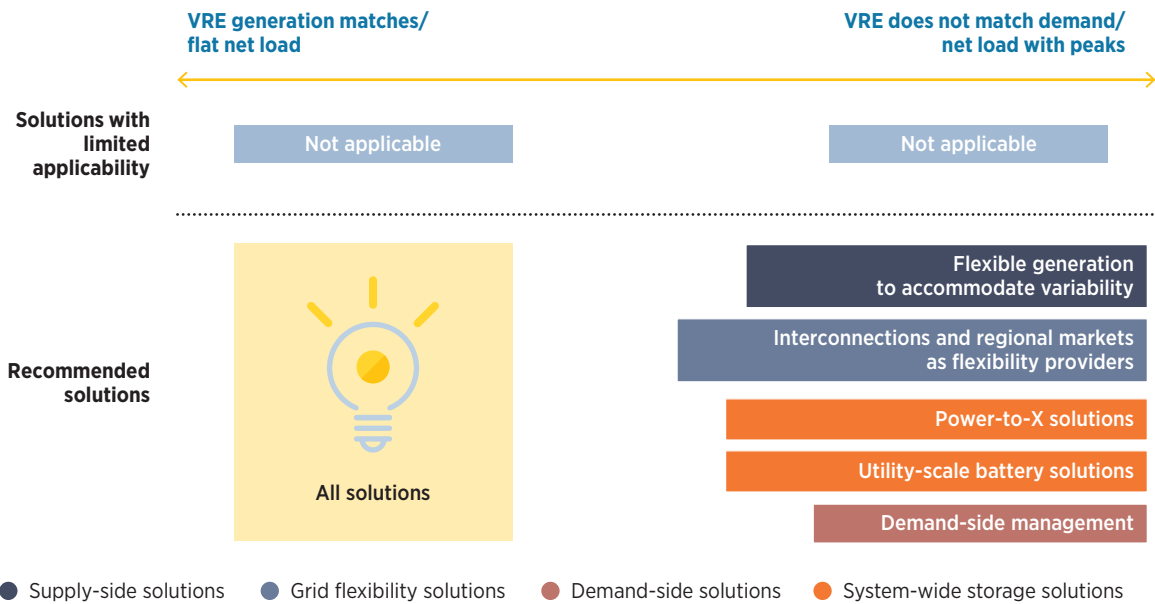 VRE generation matches/
flat net load
VRE does not match demand/
net load with peaks
Solutions with
limited
applicability
Not applicable
Not applicable
Recommended
solutions
All solutions
Flexible generation
to accommodate variability
Interconnections and regional markets
as flexibility providers
Power-to-X solutions
Utility-scale battery solutions
Demand-side management
Supply-side solutions
Grid flexibility solutions
Demand-side solutions
System-wide storage solutions